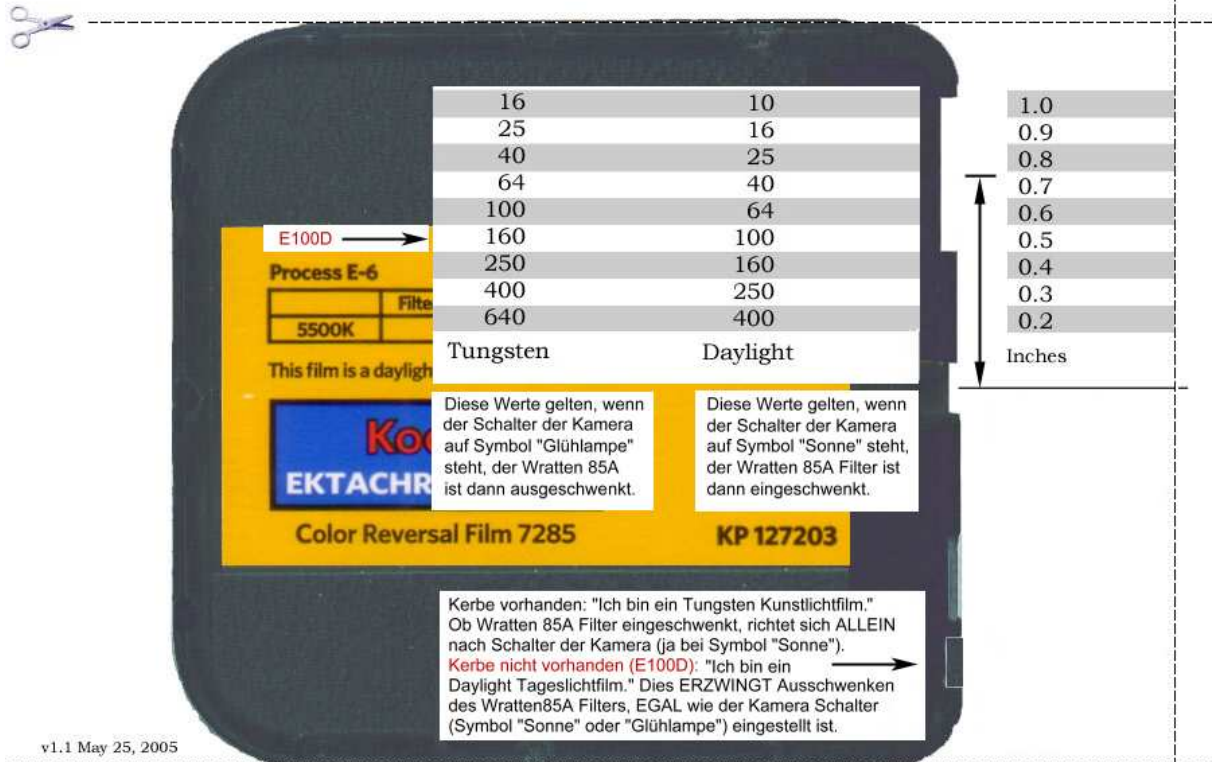 16 10 1.0
25 16 0.9
40 25 0.8
64 40 0.7
100 64 0.6
E100D 160 100 0.5
Process E-6 250 160 0.4
Filte 400 250 0.3
5500K 640 400 0.2
Tungsten Daylight Inches
This film is a dayligh
Diese Werte gelten, wenn
der Schalter der Kamera
auf Symbol "Glühlampe"
steht, der Wratten 85A
ist dann ausgeschwenkt.
Diese Werte gelten, wenn
der Schalter der Kamera
auf Symbol "Sonne" steht,
der Wratten 85A Filter ist
dann eingeschwenkt.
Ko
EKTACHR
Color Reversal Film 7285 KP 127203
Kerbe vorhanden: "Ich bin ein Tungsten Kunstlichtfilm."
Ob Wratten 85A Filter eingeschwenkt, richtet sich ALLEIN
nach Schalter der Kamera (ja bei Symbol "Sonne").
Kerbe nicht vorhanden (E100D): "Ich bin ein
Daylight Tageslichtfilm." Dies ERZWINGT Ausschwenken
des Wratten85A Filters, EGAL wie der Kamera Schalter
(Symbol "Sonne" oder "Glühlampe") eingestellt ist.
v1.1 May 25, 2005